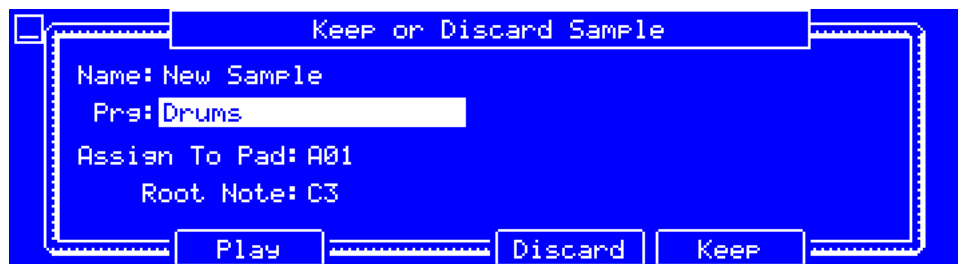 Keep or Discard Sample
Name:New Sample
Prg:Drums
Assign To Pad:A01
Root Note:C3
Play Discard Keep